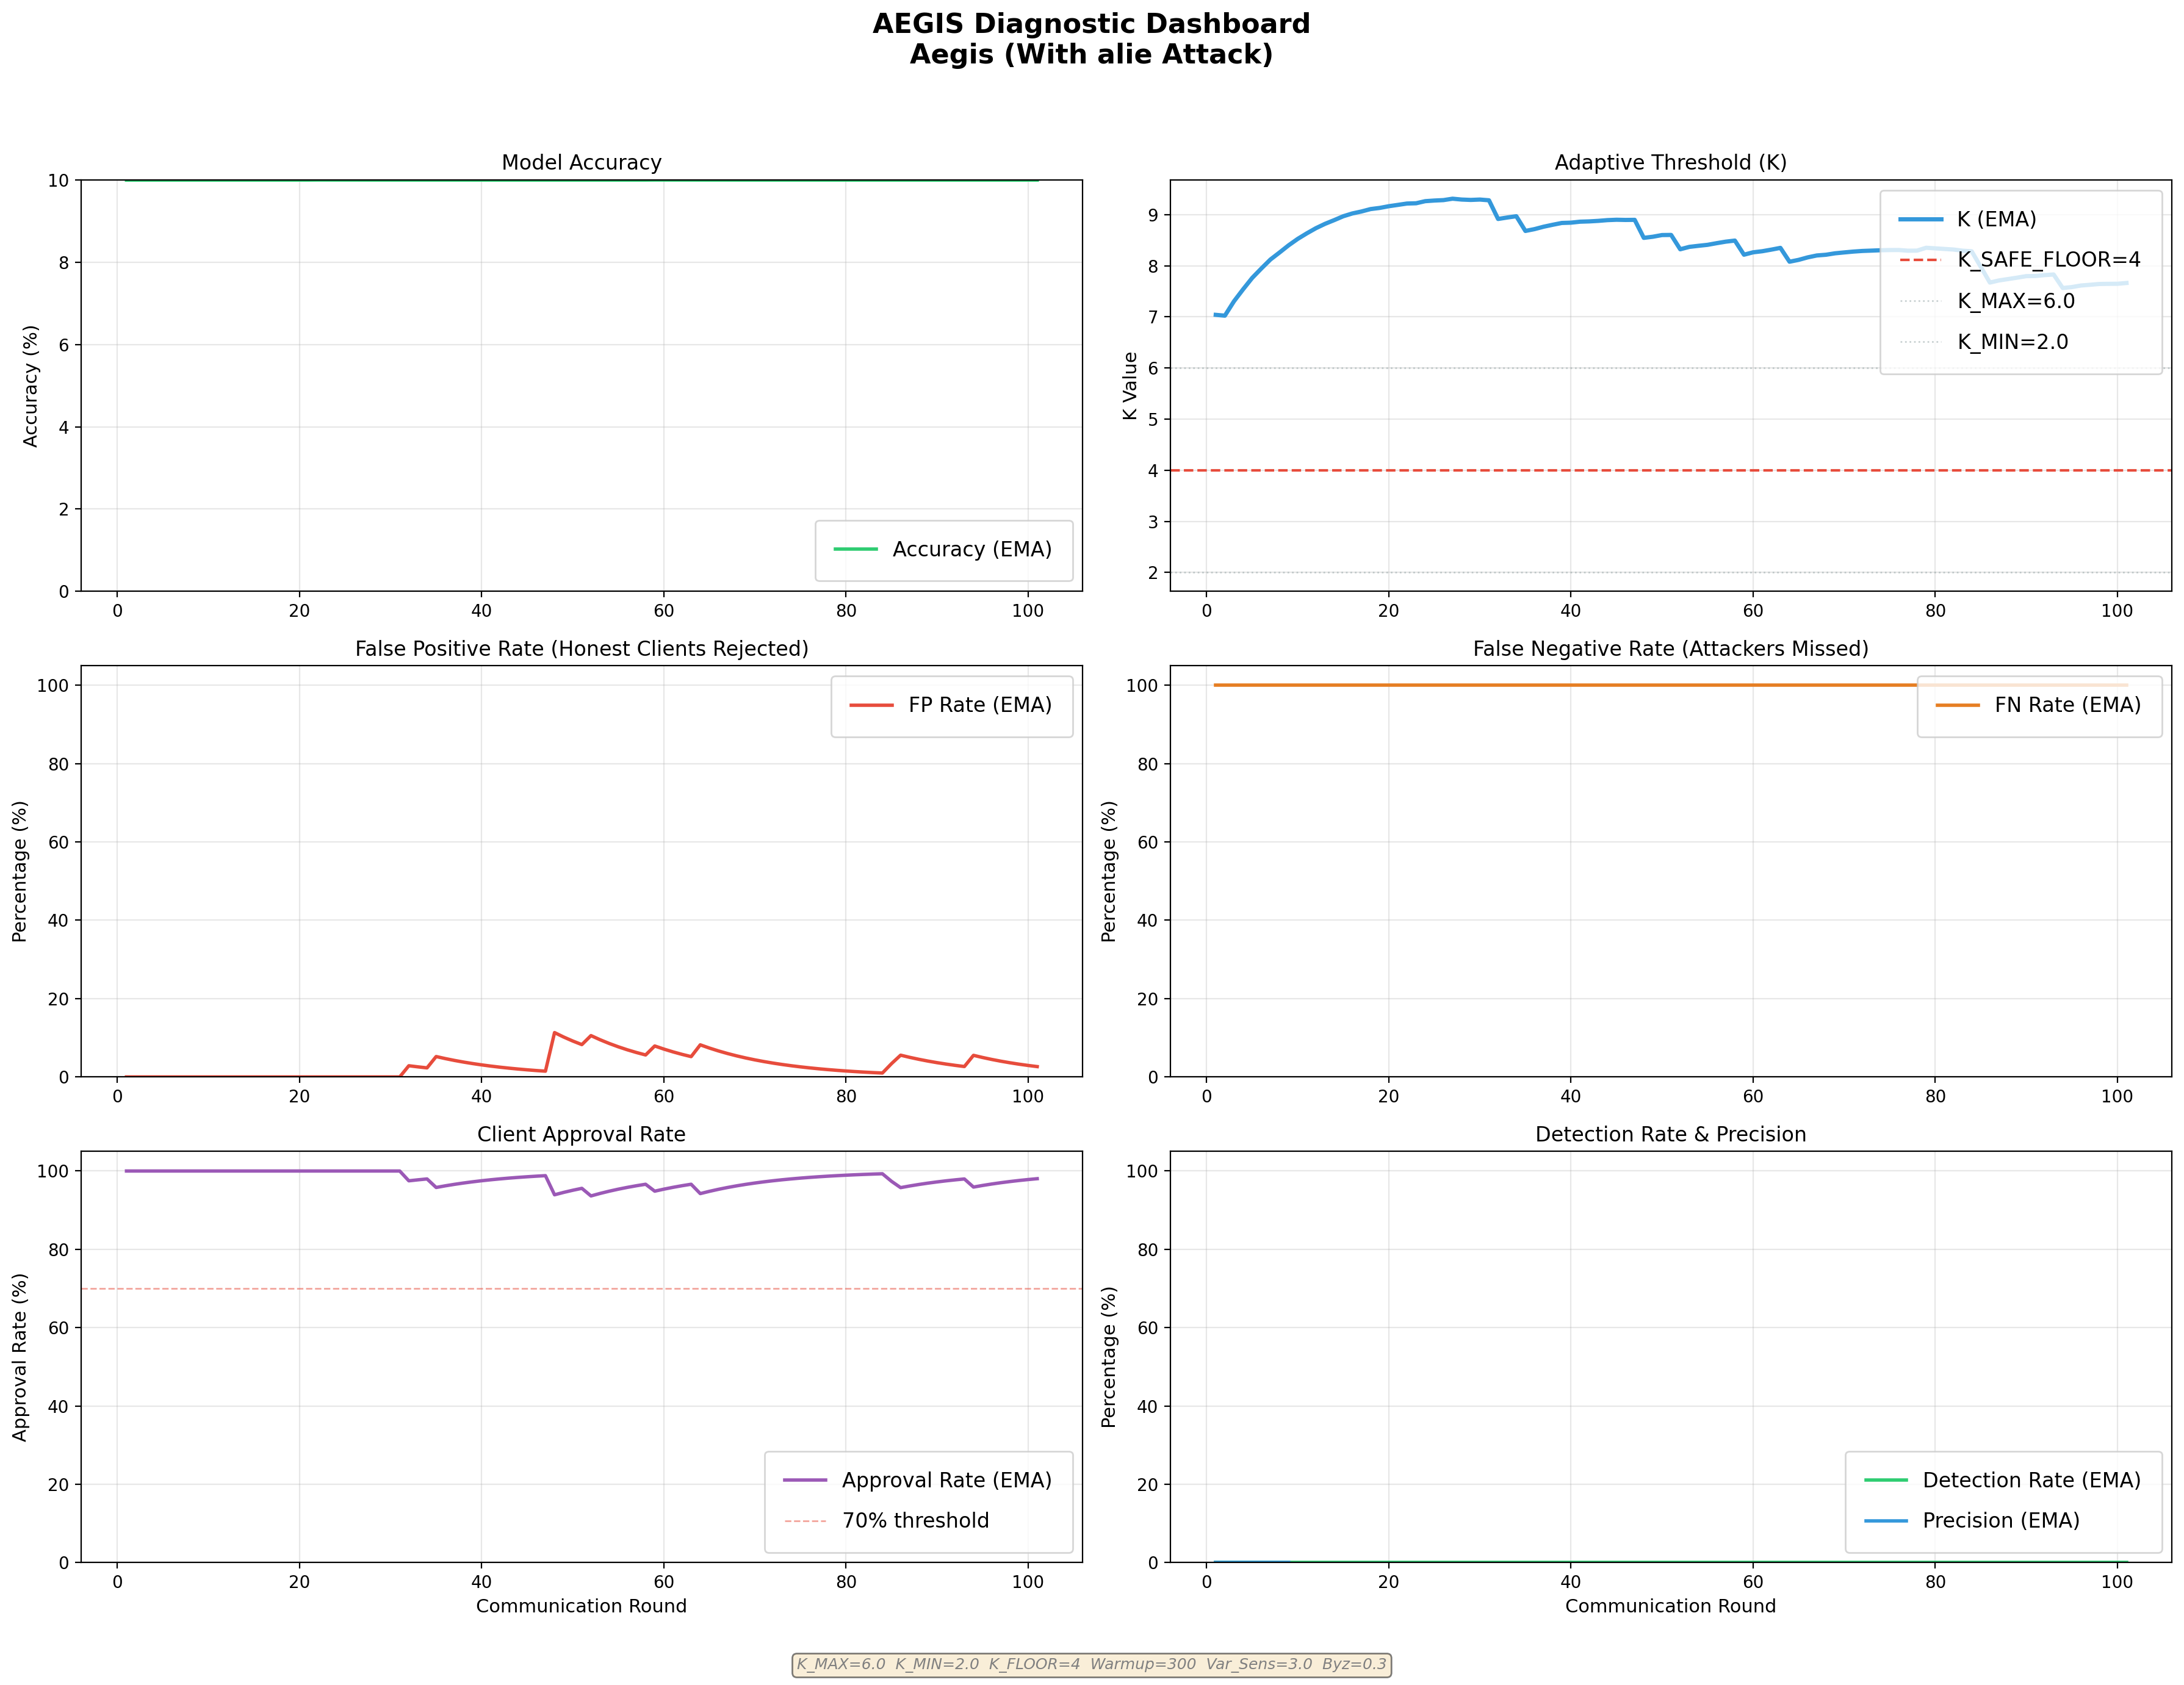 AEGIS Diagnostic Dashboard
Aegis (With alie Attack)
Model Accuracy
Accuracy (%)
10
8
6
4
2
0
0 20 40 60 80 100
Accuracy (EMA)
Adaptive Threshold (K)
K Value
9
8
7
6
5
4
3
2
0 20 40 60 80 100
K (EMA)
K_SAFE_FLOOR=4
K_MAX=6.0
K_MIN=2.0
False Positive Rate (Honest Clients Rejected)
Percentage (%)
100
80
60
40
20
0
0 20 40 60 80 100
FP Rate (EMA)
False Negative Rate (Attackers Missed)
Percentage (%)
100
80
60
40
20
0
0 20 40 60 80 100
FN Rate (EMA)
Client Approval Rate
Approval Rate (%)
100
80
60
40
20
0
0 20 40 60 80 100
Communication Round
Approval Rate (EMA)
70% threshold
Detection Rate & Precision
Percentage (%)
100
80
60
40
20
0
0 20 40 60 80 100
Communication Round
Detection Rate (EMA)
Precision (EMA)
K_MAX=6.0 K_MIN=2.0 K_FLOOR=4 Warmup=300 Var_Sens=3.0 Byz=0.3